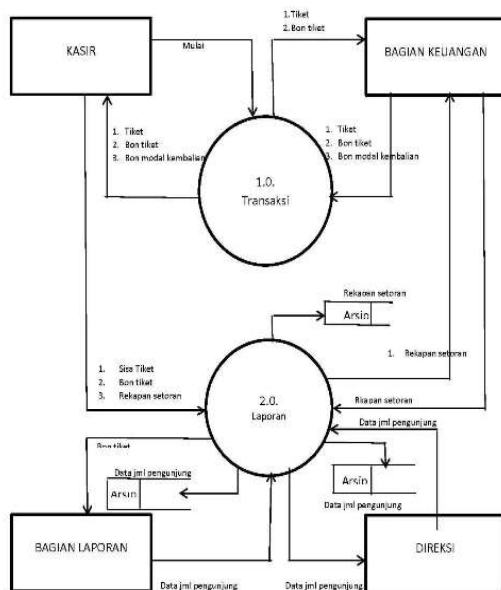 1.Tiket
2. Bon tiket
KASIR
Mulai
BAGIAN KEUANGAN
1. Tiket
2. Bon tiket
3. Bon modal kembalian
1. Tiket
2. Bon tiket
3. Bon modal kembalian
1.0.
Transaksi
Rekapan setoran
Arsip
1. Rekapan setoran
1. Sisa Tiket
2. Bon tiket
3. Rekapan setoran
2.0.
Laporan
Rkapan setoran
Data jml pengunjung
Bon tiket
Data jml pengunjung
Arsip
Arsip
Data jml pengunjung
BAGIAN LAPORAN
DIREKSI
Data jml pengunjung
Data jml pengunjung